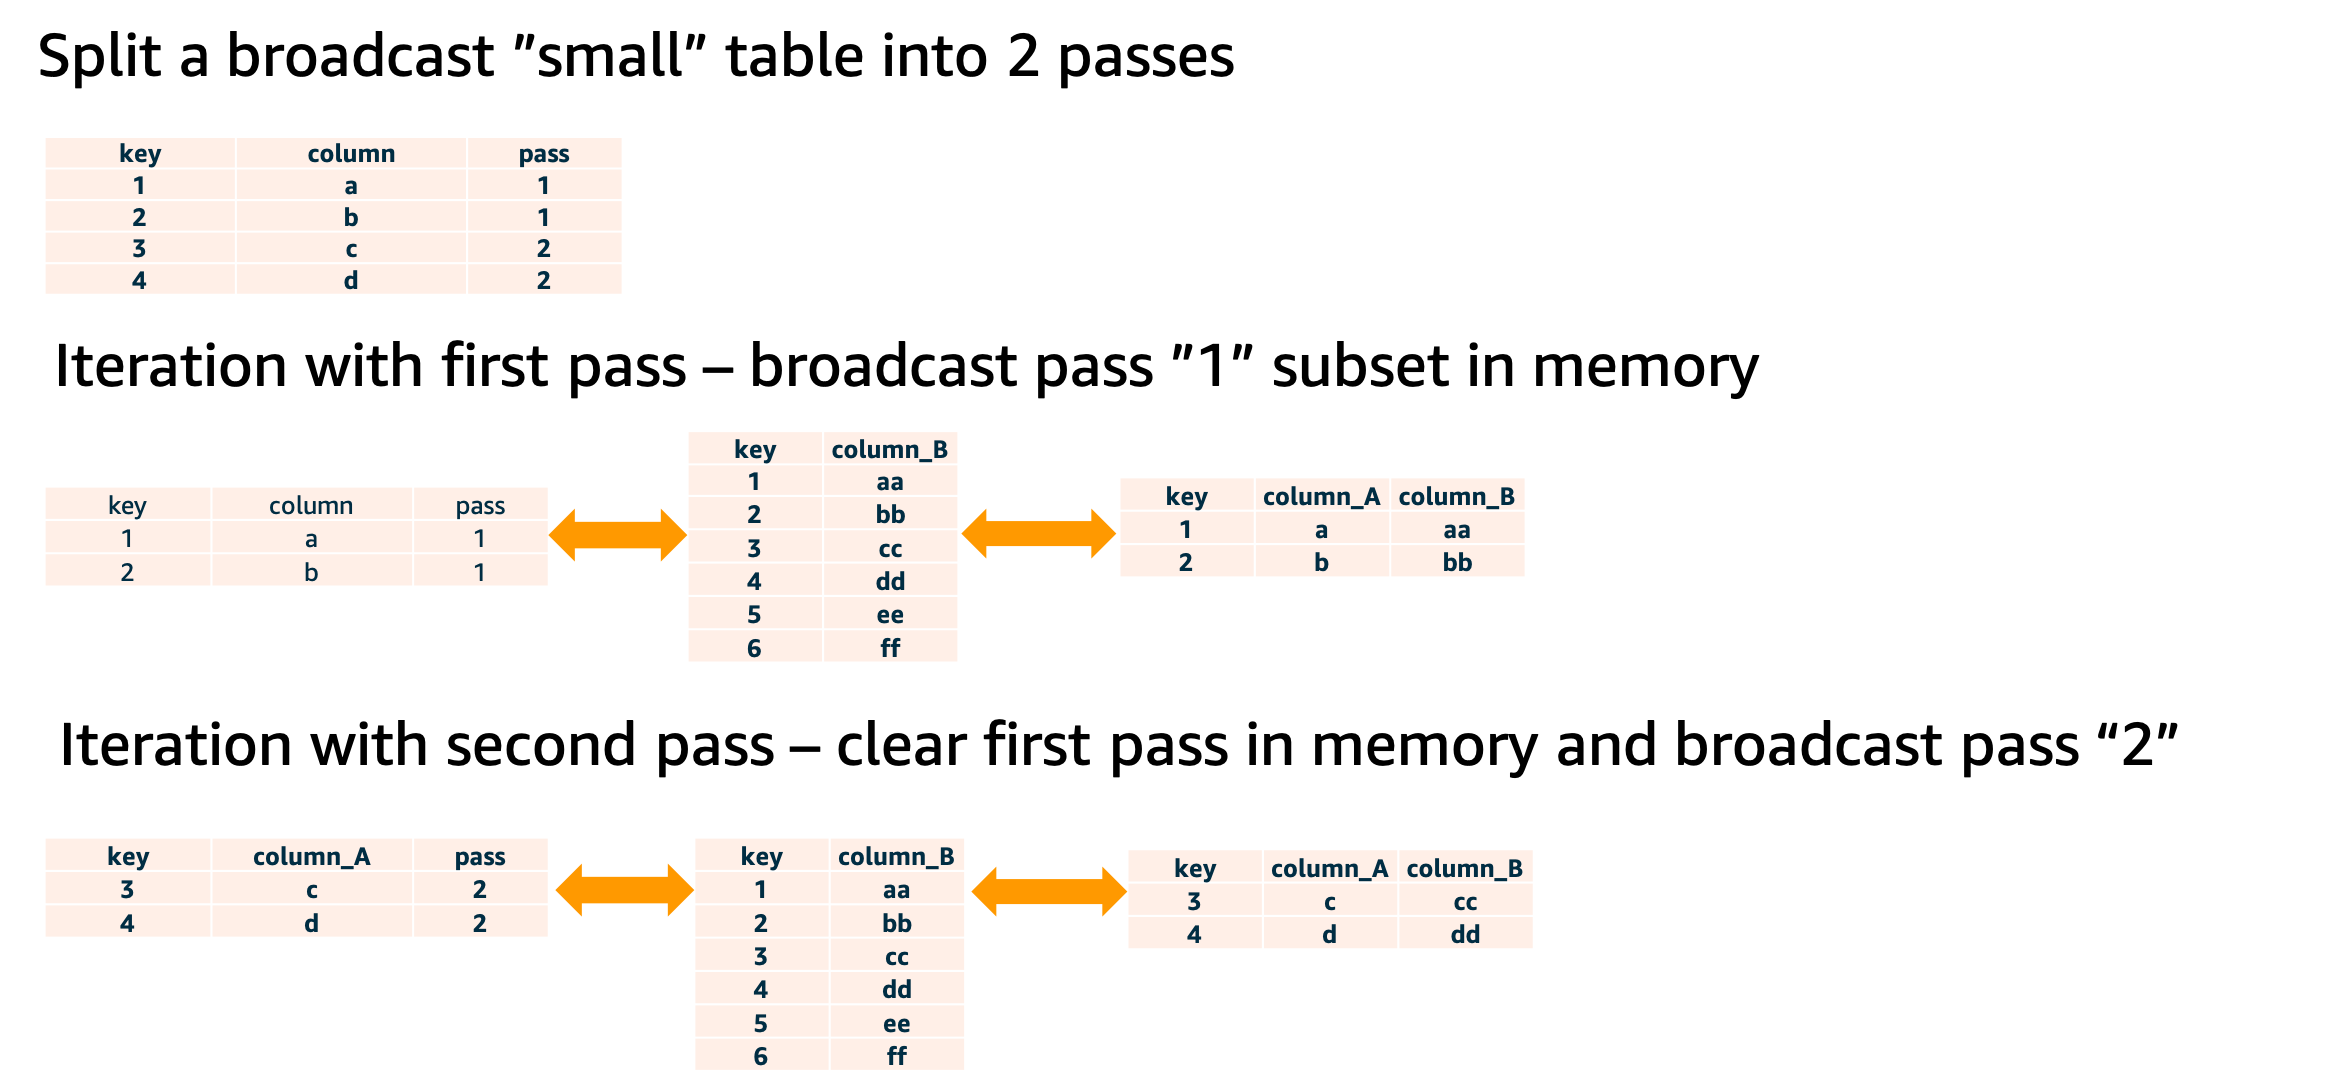 Split a broadcast ”small” table into 2 passes
key column pass
1 a 1
2 b 1
3 c 2
4 d 2
Iteration with first pass – broadcast pass ”1” subset in memory
key column pass
1 a 1
2 b 1
key column_B
1 aa
2 bb
3 cc
4 dd
5 ee
6 ff
key column_A column_B
1 a aa
2 b bb
Iteration with second pass – clear first pass in memory and broadcast pass “2”
key column_A pass
3 c 2
4 d 2
key column_B
1 aa
2 bb
3 cc
4 dd
5 ee
6 ff
key column_A column_B
3 c cc
4 d dd